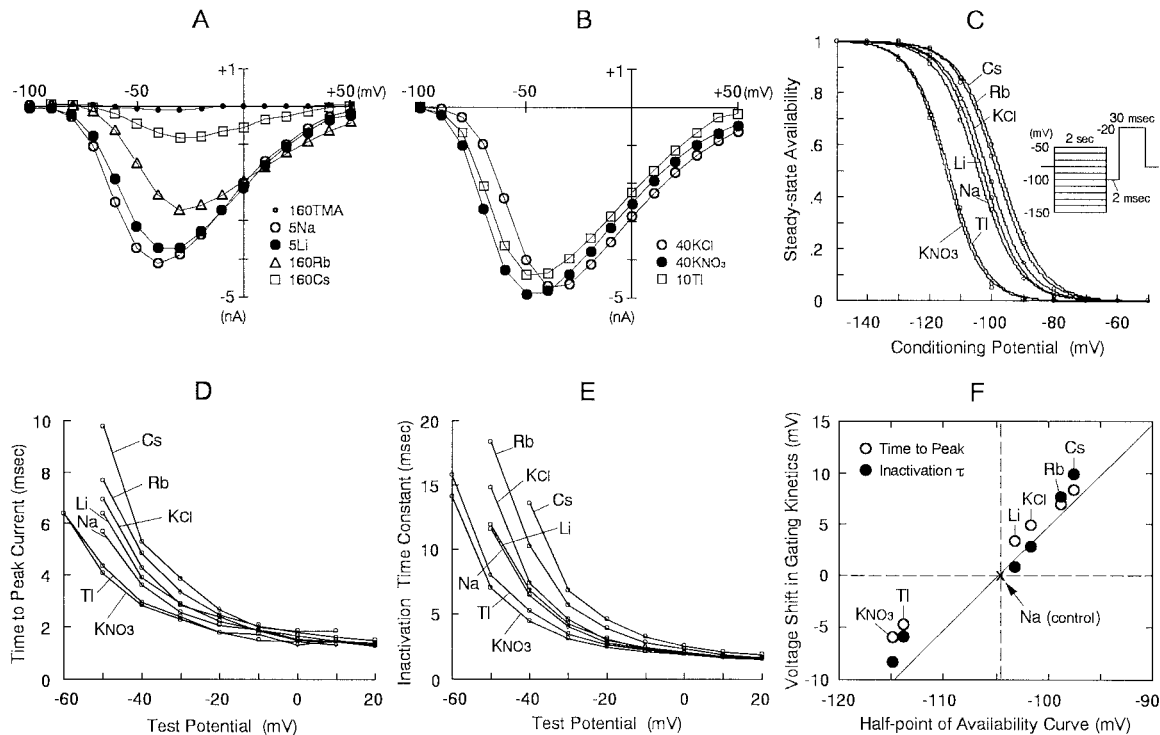 A
+1
-100
-50
+50 (mV)
160TMA
5Na
5Li
160Rb
160Cs
-5
(nA)
B
+1
-100
-50
+50 (mV)
40KCl
40KNO₃
10Tl
-5
(nA)
C
Steady-state Availability
1
.8
.6
.4
.2
0
Cs
Rb
KCl
Li
Na
Tl
KNO₃
30 msec
-20
(mV)
2 sec
-50
-100
-150
2 msec
-140
-120
-100
-80
-60
Conditioning Potential (mV)
D
Time to Peak Current (msec)
10
8
6
4
2
0
Cs
Rb
Li
KCl
Na
Tl
KNO₃
-60
-40
-20
0
20
Test Potential (mV)
E
Inactivation Time Constant (msec)
20
15
10
5
0
Rb
KCl
Cs
Li
Na
Tl
KNO₃
-60
-40
-20
0
20
Test Potential (mV)
F
Voltage Shift in Gating Kinetics (mV)
15
10
5
0
-5
-10
Time to Peak
Inactivation τ
Cs
Rb
KCl
Li
Tl
KNO₃
Na (control)
-120
-110
-100
-90
Half-point of Availability Curve (mV)